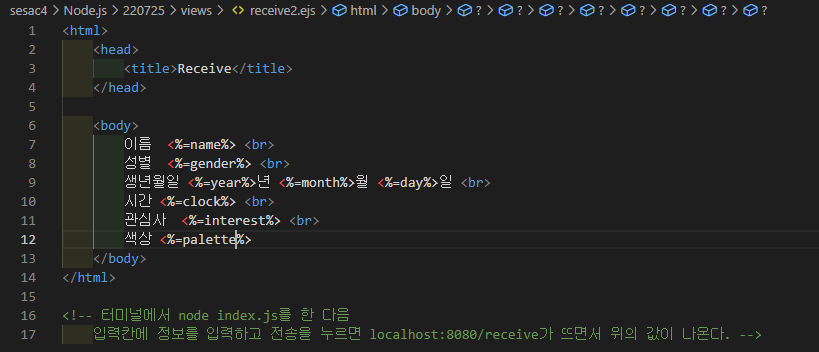 sesac4 > Node.js > 220725 > views > <> receive2.ejs > html > body > ? > ? > ? > ? > ? > ? > ? > ?
1 <html>
2 <head>
3 <title>Receive</title>
4 </head>
5
6 <body>
7 이름 <%=name%> <br>
8 성별 <%=gender%> <br>
9 생년월일 <%=year%>년 <%=month%>월 <%=day%>일 <br>
10 시간 <%=clock%> <br>
11 관심사 <%=interest%> <br>
12 색상 <%=palette%>
13 </body>
14 </html>
15
16 <!-- 터미널에서 node index.js를 한 다음
17 입력칸에 정보를 입력하고 전송을 누르면 localhost:8080/receive가 뜨면서 위의 값이 나온다. -->